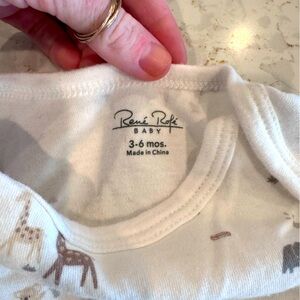 René Rofé
BABY
3-6 mos.
Made in China